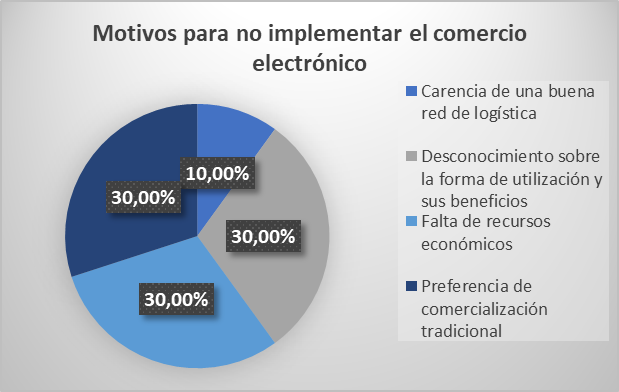 Motivos para no implementar el comercio
electrónico
10,00%
30,00%
30,00%
30,00%
Carencia de una buena
red de logística
Desconocimiento sobre
la forma de utilización y
sus beneficios
Falta de recursos
económicos
Preferencia de
comercialización
tradicional